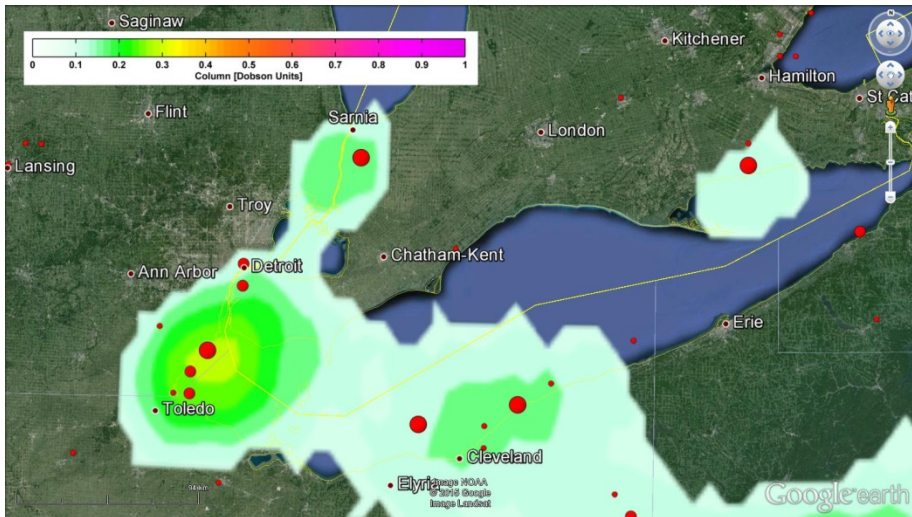 Saginaw
Kitchener
0 0.1 0.2 0.3 0.4 0.5 0.6 0.7 0.8 0.9 1
Column [Dobson Units]
Hamilton
St Cat
Flint
Sarnia
London
Lansing
Troy
Chatham-Kent
Detroit
Ann Arbor
Erie
Toledo
Cleveland
Elyria
Image NOAA
© 2015 Google
Image Landsat
Google earth